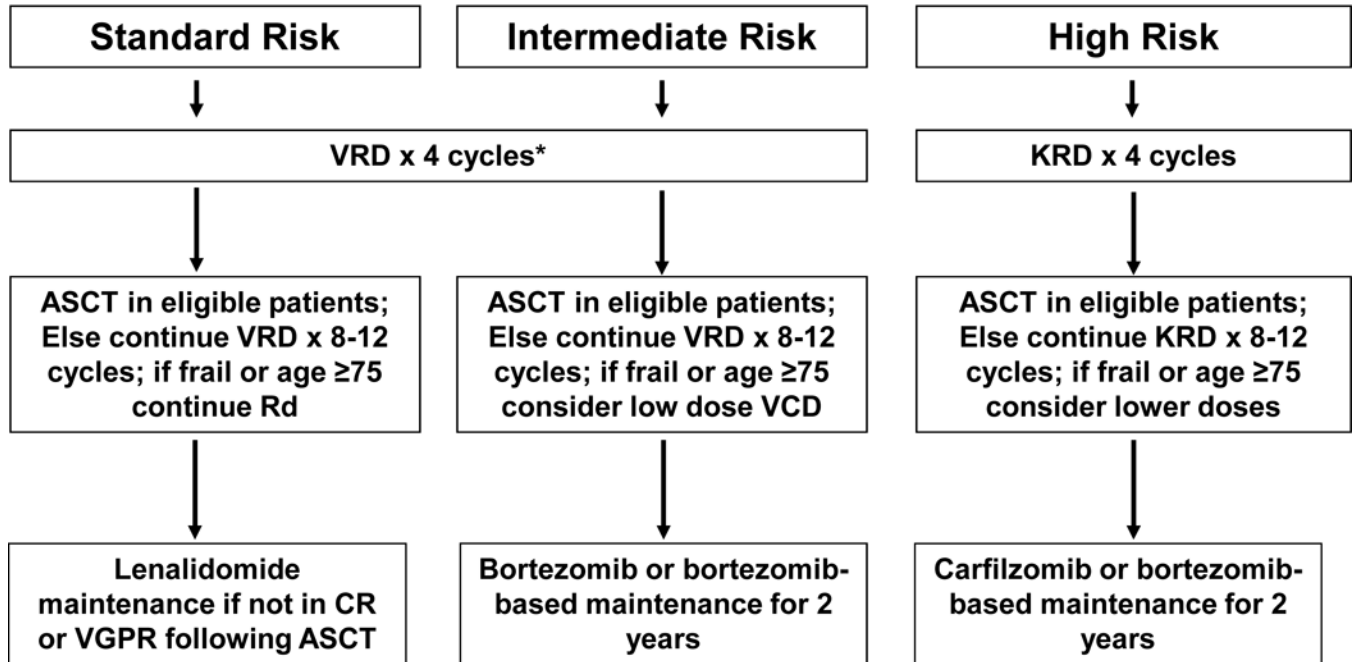 Standard Risk
Intermediate Risk
High Risk
VRD x 4 cycles*
KRD x 4 cycles
ASCT in eligible patients;
Else continue VRD x 8-12
cycles; if frail or age ≥75
continue Rd
ASCT in eligible patients;
Else continue VRD x 8-12
cycles; if frail or age ≥75
consider low dose VCD
ASCT in eligible patients;
Else continue KRD x 8-12
cycles; if frail or age ≥75
consider lower doses
Lenalidomide
maintenance if not in CR
or VGPR following ASCT
Bortezomib or bortezomib-
based maintenance for 2
years
Carfilzomib or bortezomib-
based maintenance for 2
years